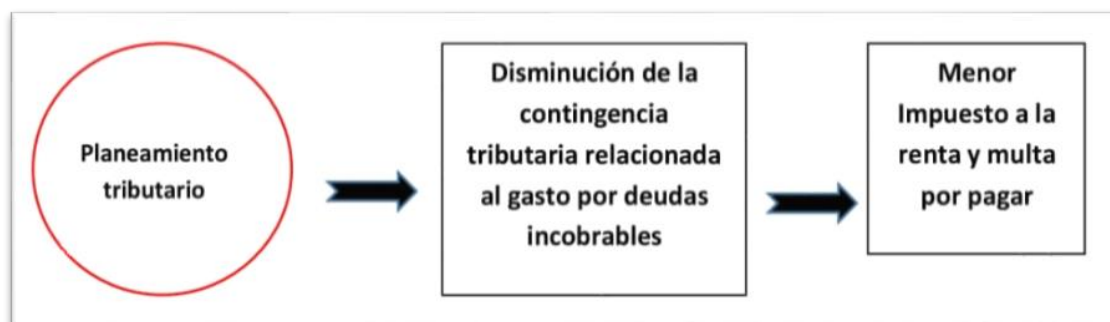 Planeamiento
tributario
Disminución de la
contingencia
tributaria relacionada
al gasto por deudas
incobrables
Menor
Impuesto a la
renta y multa
por pagar